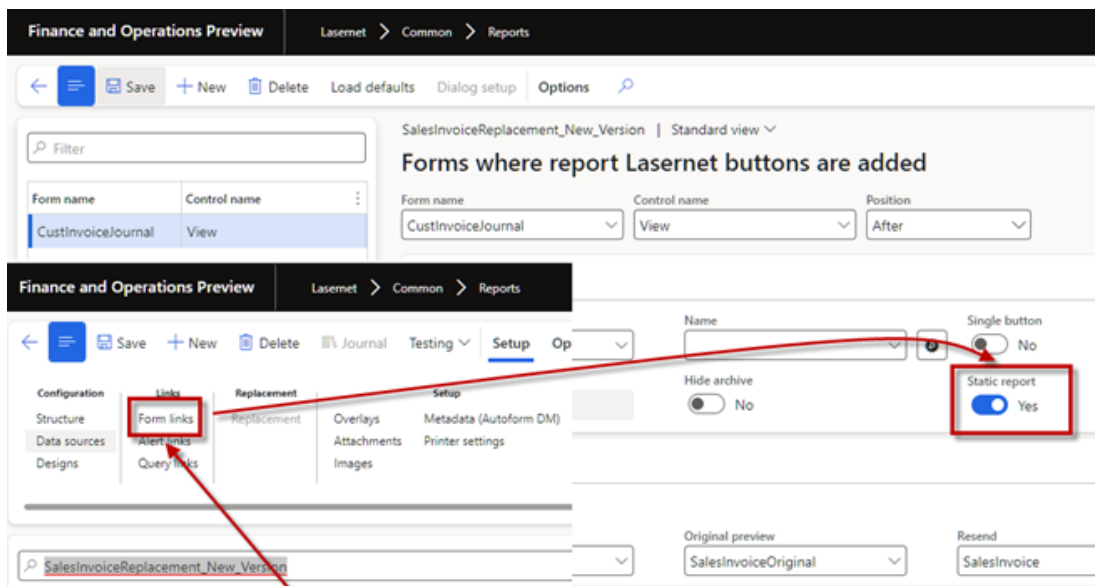 Finance and Operations Preview Lasernet > Common > Reports
Save + New Delete Load defaults Dialog setup Options
Filter
Form name Control name
CustInvoiceJournal View
SalesInvoiceReplacement_New_Version | Standard view
Forms where report Lasernet buttons are added
Form name Control name Position
CustInvoiceJournal View After
Finance and Operations Preview Lasernet > Common > Reports
Save + New Delete Journal Testing Setup Op
Configuration Links Replacement Setup
Structure Form links Replacement Overlays Metadata (Autoform DM)
Data sources Alert links Attachments Printer settings
Designs Query links Images
SalesInvoiceReplacement_New_Version
Name Single button
No
Hide archive Static report
No Yes
Original preview Resend
SalesInvoiceOriginal SalesInvoice